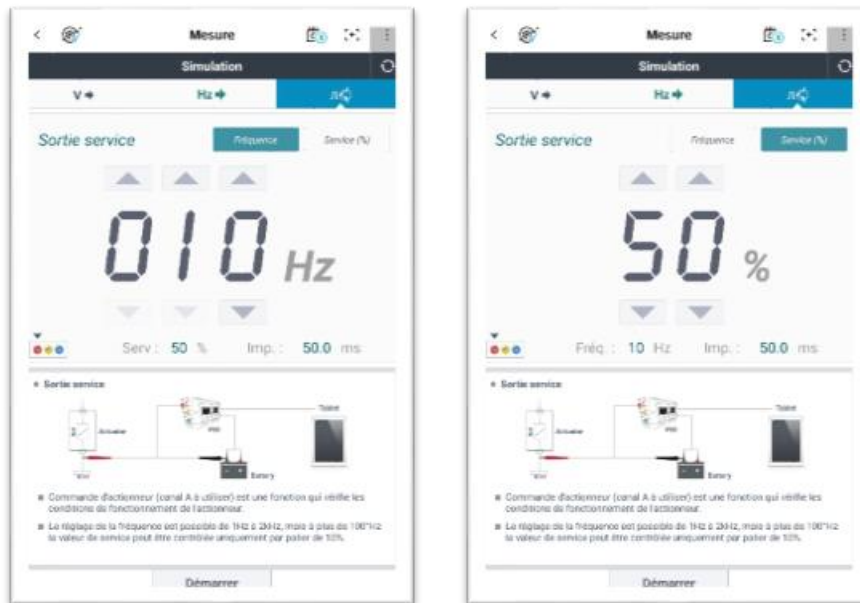 Mesure
Simulation
V
Hz
Sortie service
Fréquence
Service (%)
010 Hz
Serv : 50 % Imp. : 50.0 ms
Sortie service
Actuator
Tablet
Battery
Commande d'actionneur (canal A à utiliser) est une fonction qui vérifie les
conditions de fonctionnement de l'actionneur.
Le réglage de la fréquence est possible de 1Hz à 2kHz, mais à plus de 100"Hz
la valeur de service peut être contrôlée uniquement par palier de 10%.
Démarrer
Mesure
Simulation
V
Hz
Sortie service
Fréquence
Service (%)
50 %
Fréq. : 10 Hz Imp. : 50.0 ms
Sortie service
Actuator
Tablet
Battery
Commande d'actionneur (canal A à utiliser) est une fonction qui vérifie les
conditions de fonctionnement de l'actionneur.
Le réglage de la fréquence est possible de 1Hz à 2kHz, mais à plus de 100"Hz
la valeur de service peut être contrôlée uniquement par palier de 10%.
Démarrer